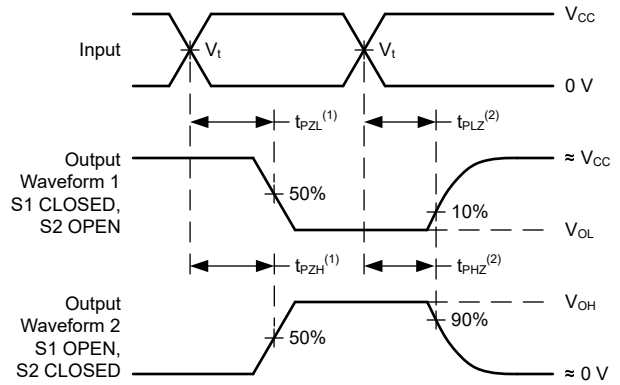 V_CC
Input
V_t
V_t
0 V
t_PZL^(1)
t_PLZ^(2)
Output
Waveform 1
S1 CLOSED,
S2 OPEN
≈ V_CC
50%
10%
V_OL
t_PZH^(1)
t_PHZ^(2)
Output
Waveform 2
S1 OPEN,
S2 CLOSED
V_OH
90%
50%
≈ 0 V